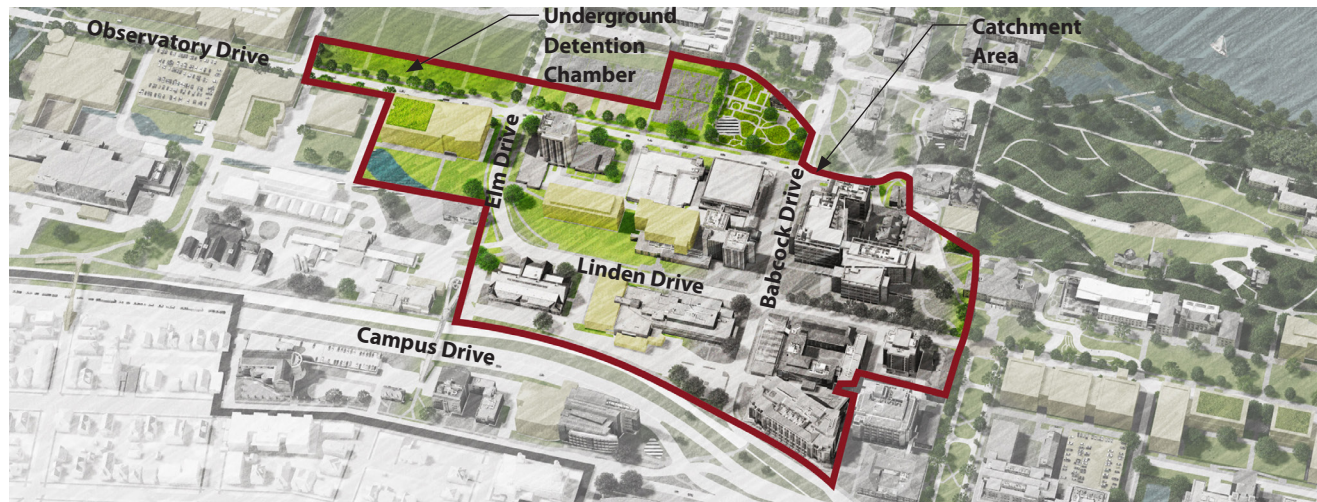 Observatory Drive
Underground
Detention
Chamber
Catchment
Area
Elm Drive
Babcock Drive
Linden Drive
Campus Drive